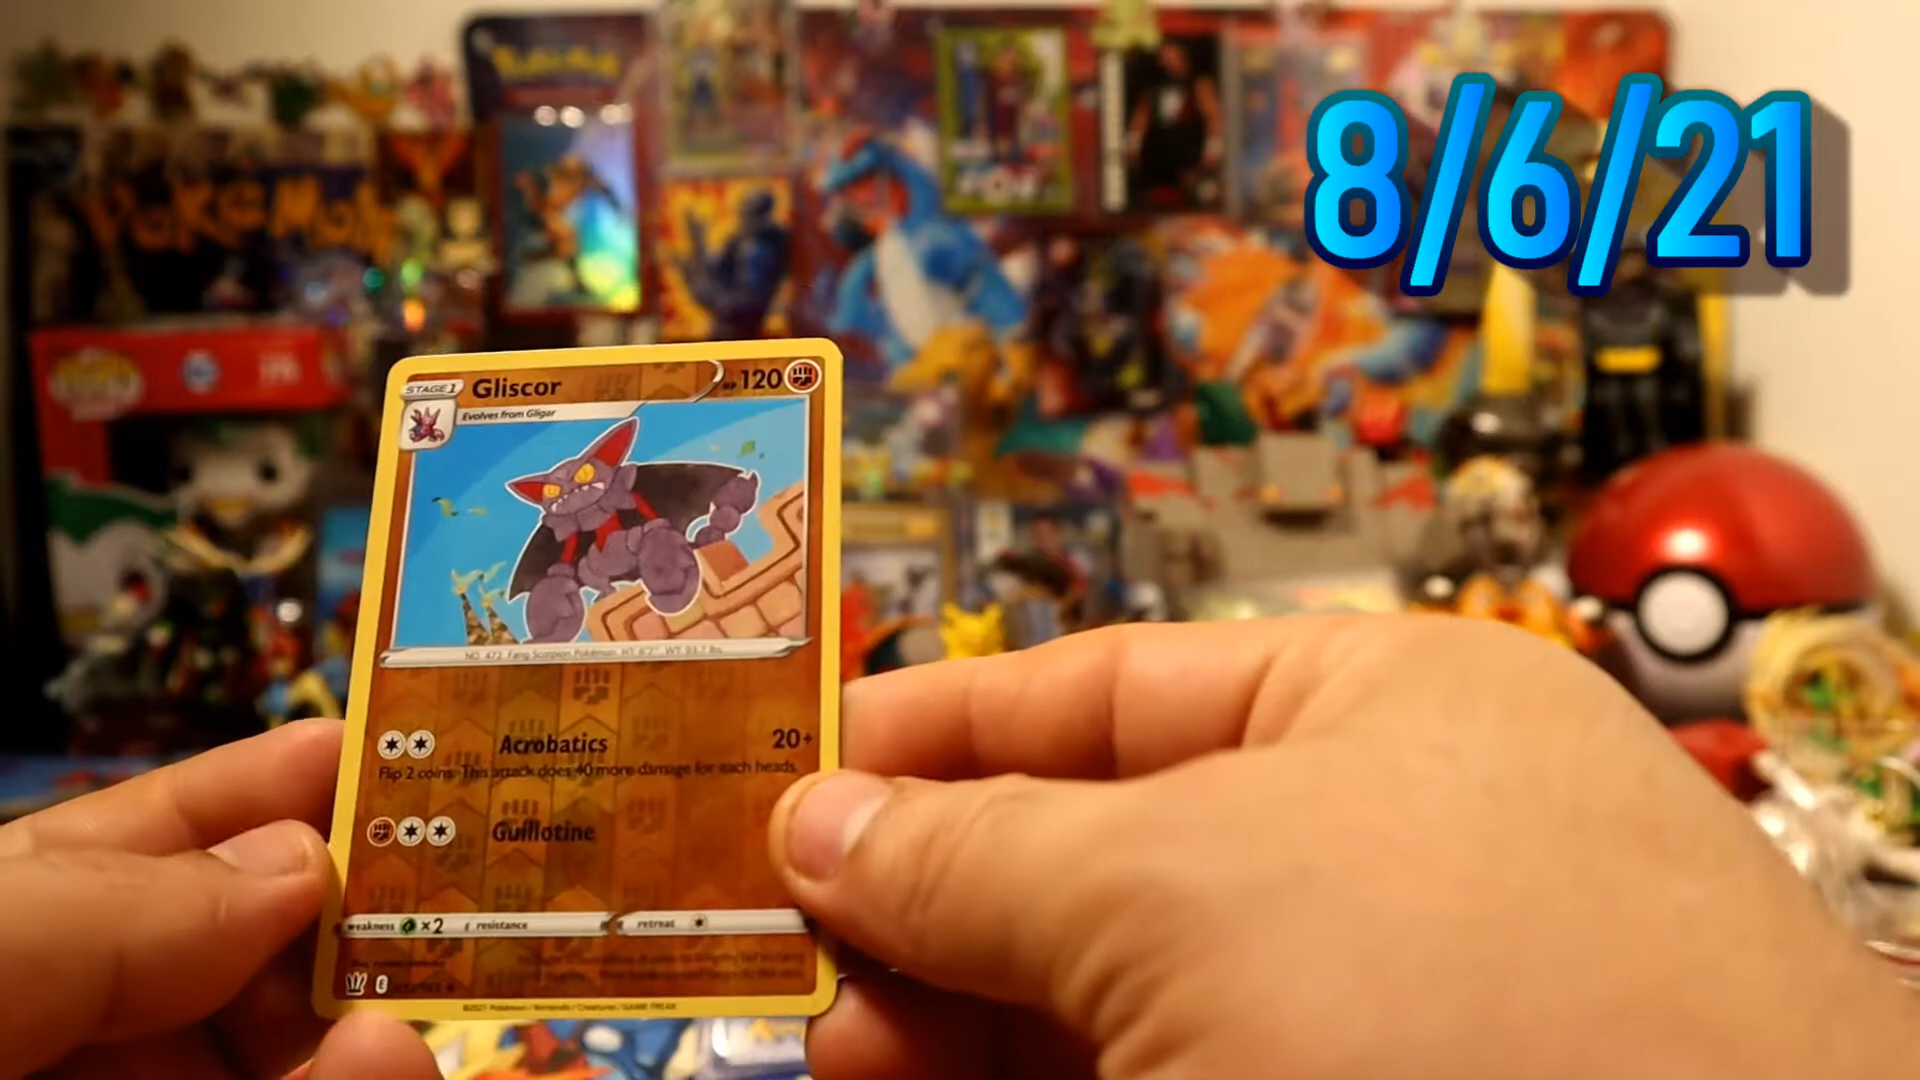 8/6/21
POKéMON
STAGE 1 Gliscor HP 120
Evolves from Gligar
NO. 472 Fang Scorpion Pokémon HT: 6'7" WT: 93.7 lbs.
Acrobatics 20+
Flip 2 coins. This attack does 40 more damage for each heads.
Guillotine
weakness ×2 resistance retreat
©2021 Pokémon / Nintendo / Creatures / GAME FREAK